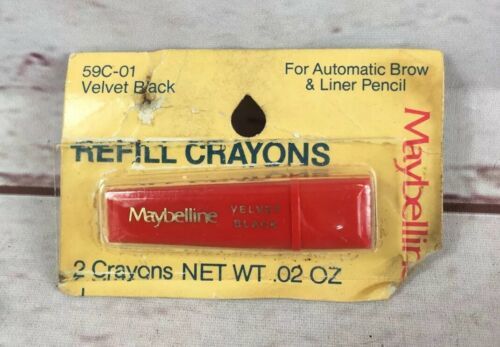 59C-01
Velvet Black
For Automatic Brow
& Liner Pencil
REFILL CRAYONS
Maybelline
VELVET
BLACK
2 Crayons NET WT .02 OZ
Maybelline